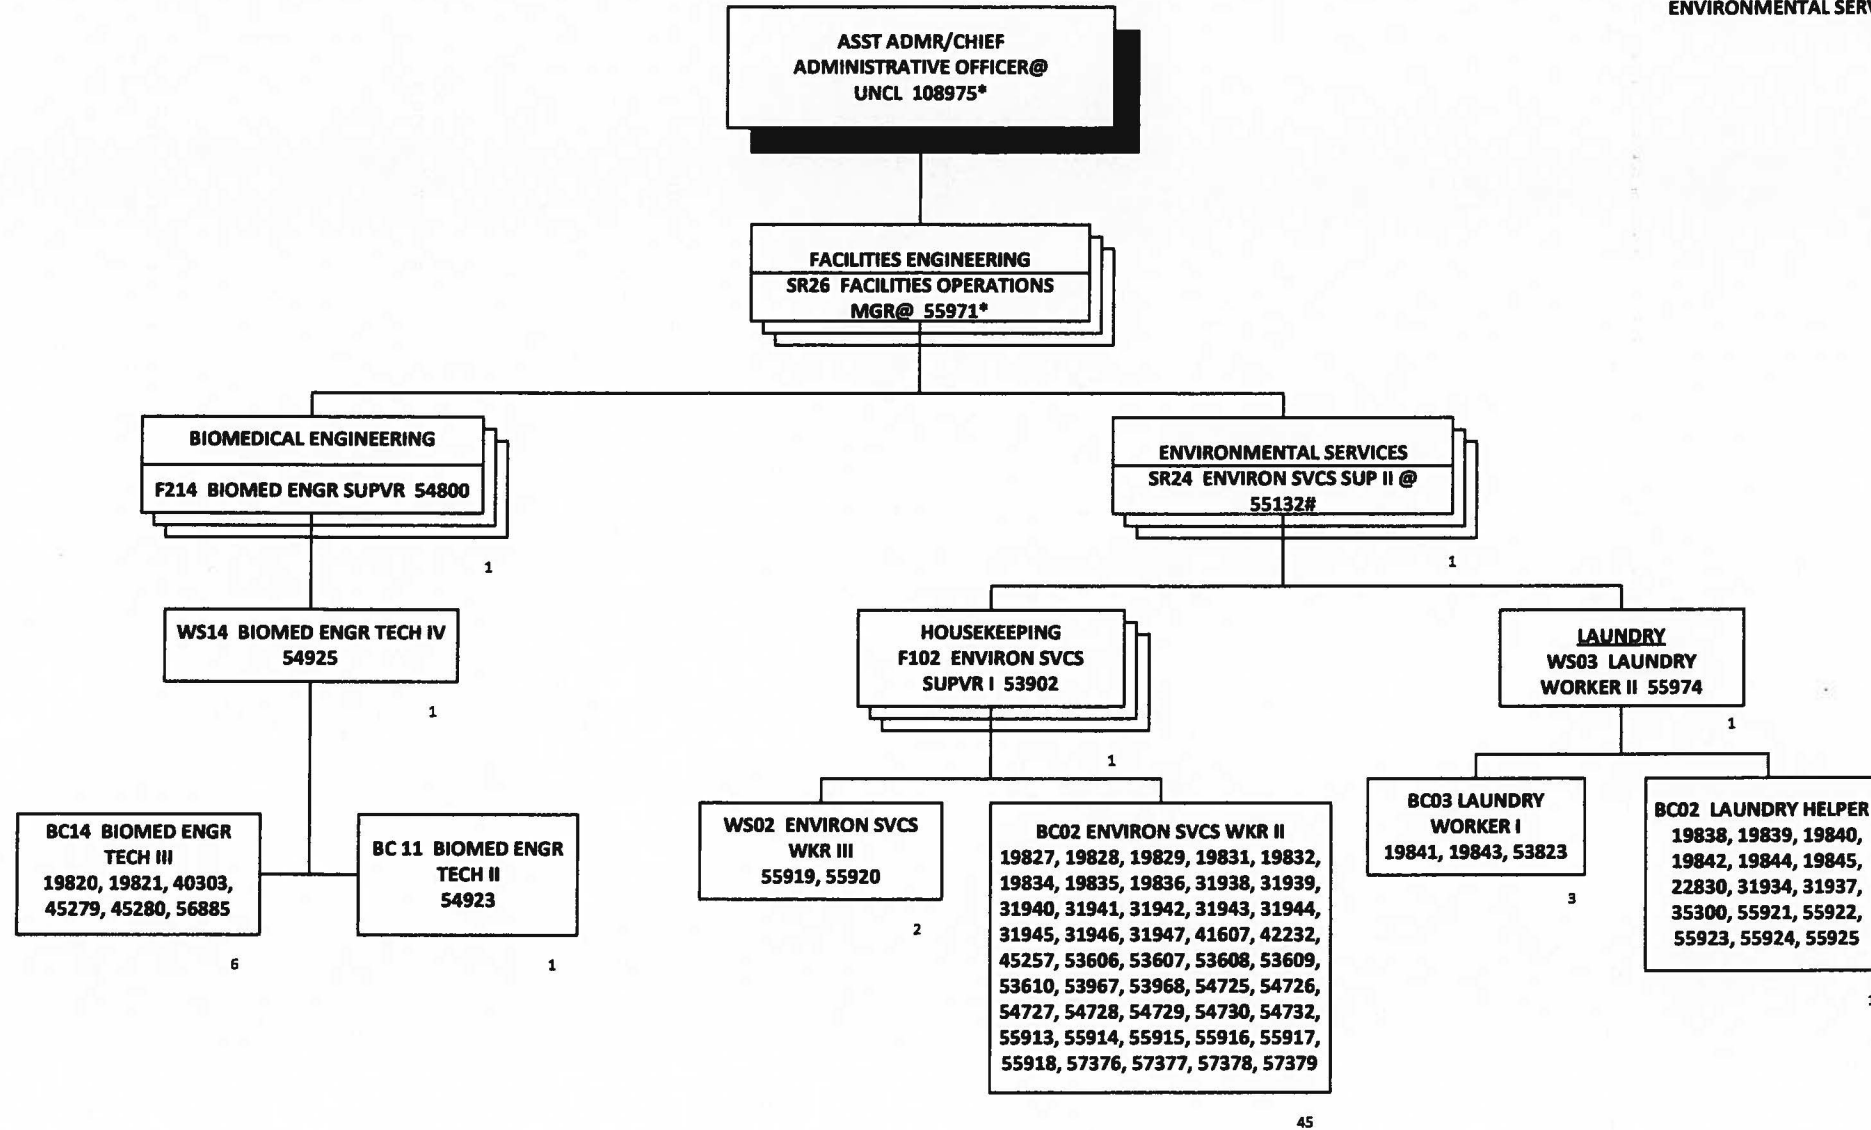 ENVIRONMENTAL SERV
ASST ADMR/CHIEF
ADMINISTRATIVE OFFICER@
UNCL 108975*
FACILITIES ENGINEERING
SR26 FACILITIES OPERATIONS
MGR@ 55971*
BIOMEDICAL ENGINEERING
F214 BIOMED ENGR SUPVR 54800
1
ENVIRONMENTAL SERVICES
SR24 ENVIRON SVCS SUP II @
55132#
1
WS14 BIOMED ENGR TECH IV
54925
1
HOUSEKEEPING
F102 ENVIRON SVCS
SUPVR I 53902
1
LAUNDRY
WS03 LAUNDRY
WORKER II 55974
1
BC14 BIOMED ENGR
TECH III
19820, 19821, 40303,
45279, 45280, 56885
6
BC 11 BIOMED ENGR
TECH II
54923
1
WS02 ENVIRON SVCS
WKR III
55919, 55920
2
BC02 ENVIRON SVCS WKR II
19827, 19828, 19829, 19831, 19832,
19834, 19835, 19836, 31938, 31939,
31940, 31941, 31942, 31943, 31944,
31945, 31946, 31947, 41607, 42232,
45257, 53606, 53607, 53608, 53609,
53610, 53967, 53968, 54725, 54726,
54727, 54728, 54729, 54730, 54732,
55913, 55914, 55915, 55916, 55917,
55918, 57376, 57377, 57378, 57379
45
BC03 LAUNDRY
WORKER I
19841, 19843, 53823
3
BC02 LAUNDRY HELPER
19838, 19839, 19840,
19842, 19844, 19845,
22830, 31934, 31937,
35300, 55921, 55922,
55923, 55924, 55925